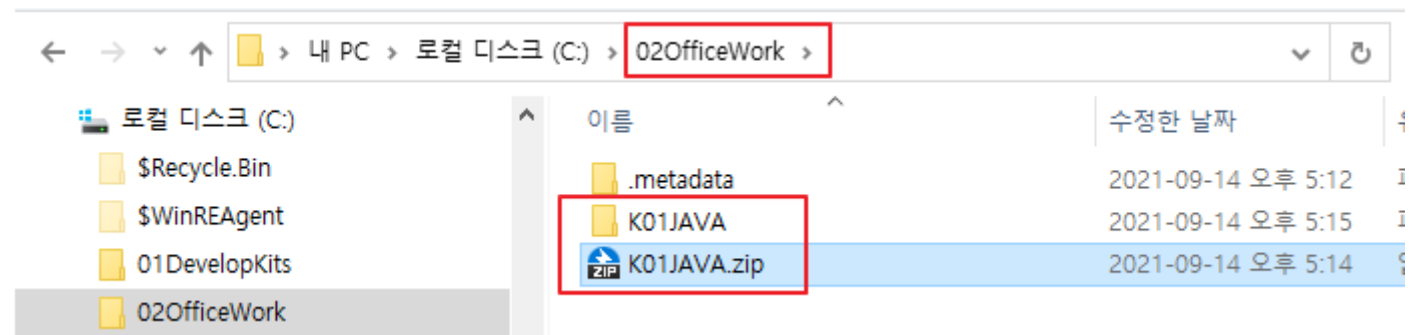 내 PC > 로컬 디스크 (C:) > 02OfficeWork >
로컬 디스크 (C:)
$Recycle.Bin
$WinREAgent
01DevelopKits
02OfficeWork
이름 수정한 날짜
.metadata 2021-09-14 오후 5:12
K01JAVA 2021-09-14 오후 5:15
ZIP K01JAVA.zip 2021-09-14 오후 5:14